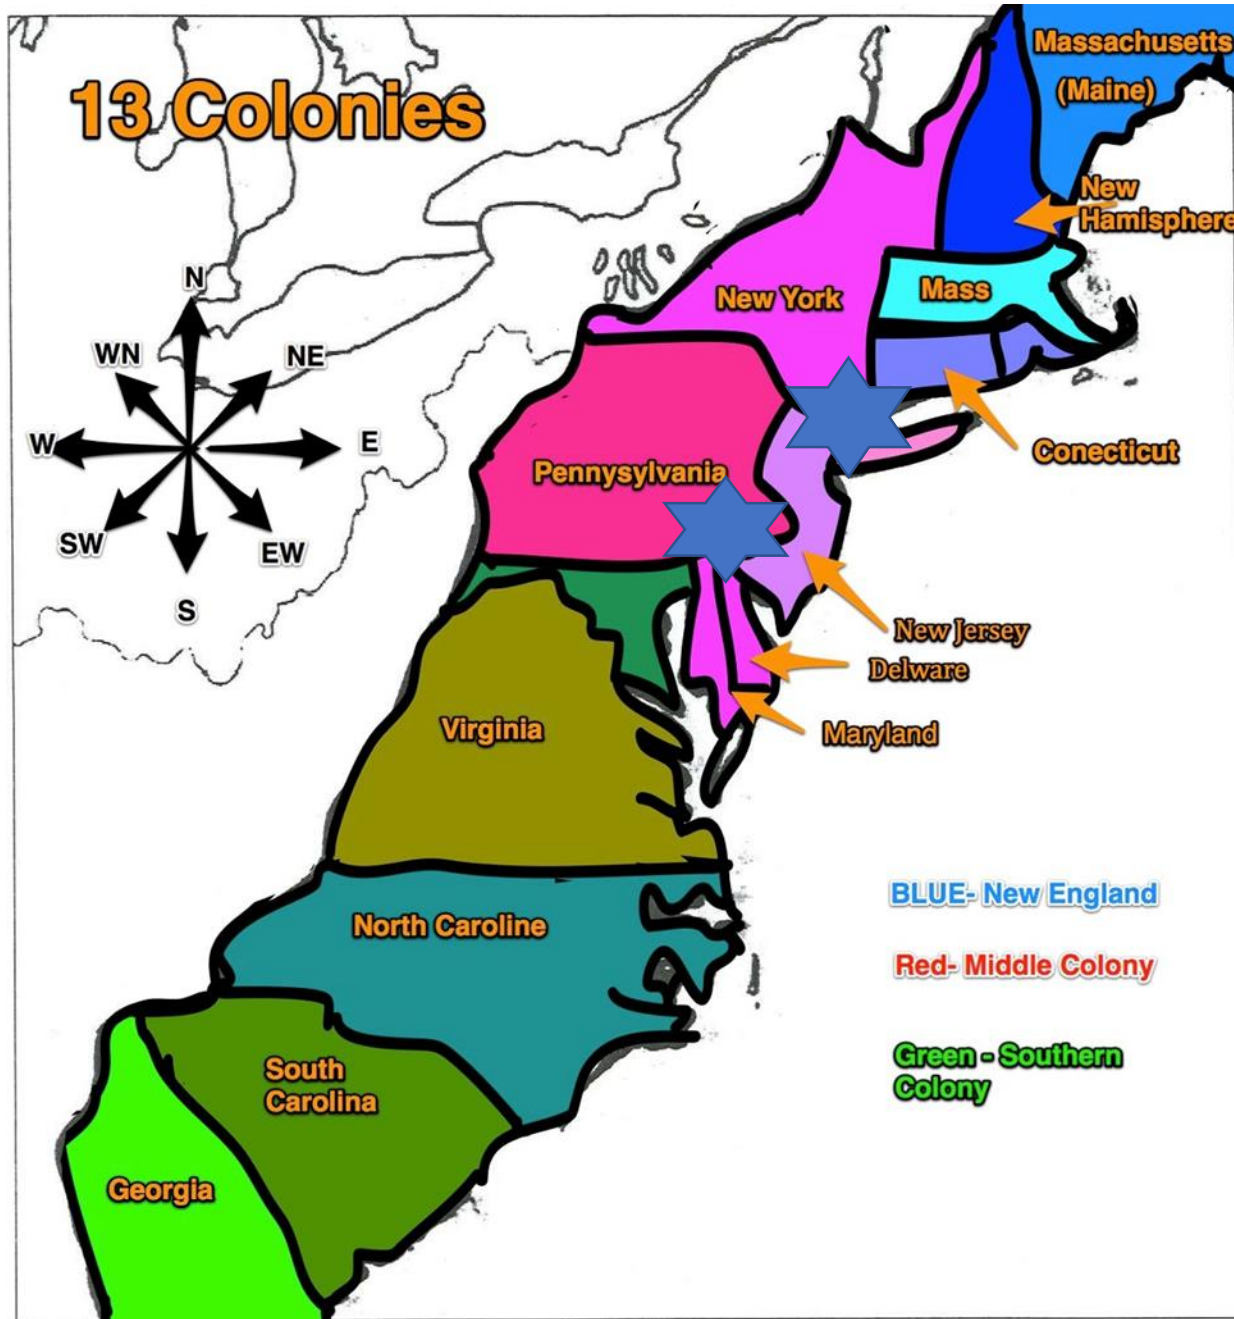 Massachusetts
(Maine)
13 Colonies
New
Hamisphere
N
New York
Mass
WN
NE
W
E
Conecticut
Pennysylvania
SW
EW
S
New Jersey
Delware
Virginia
Maryland
BLUE- New England
North Caroline
Red- Middle Colony
Green - Southern
Colony
South
Carolina
Georgia